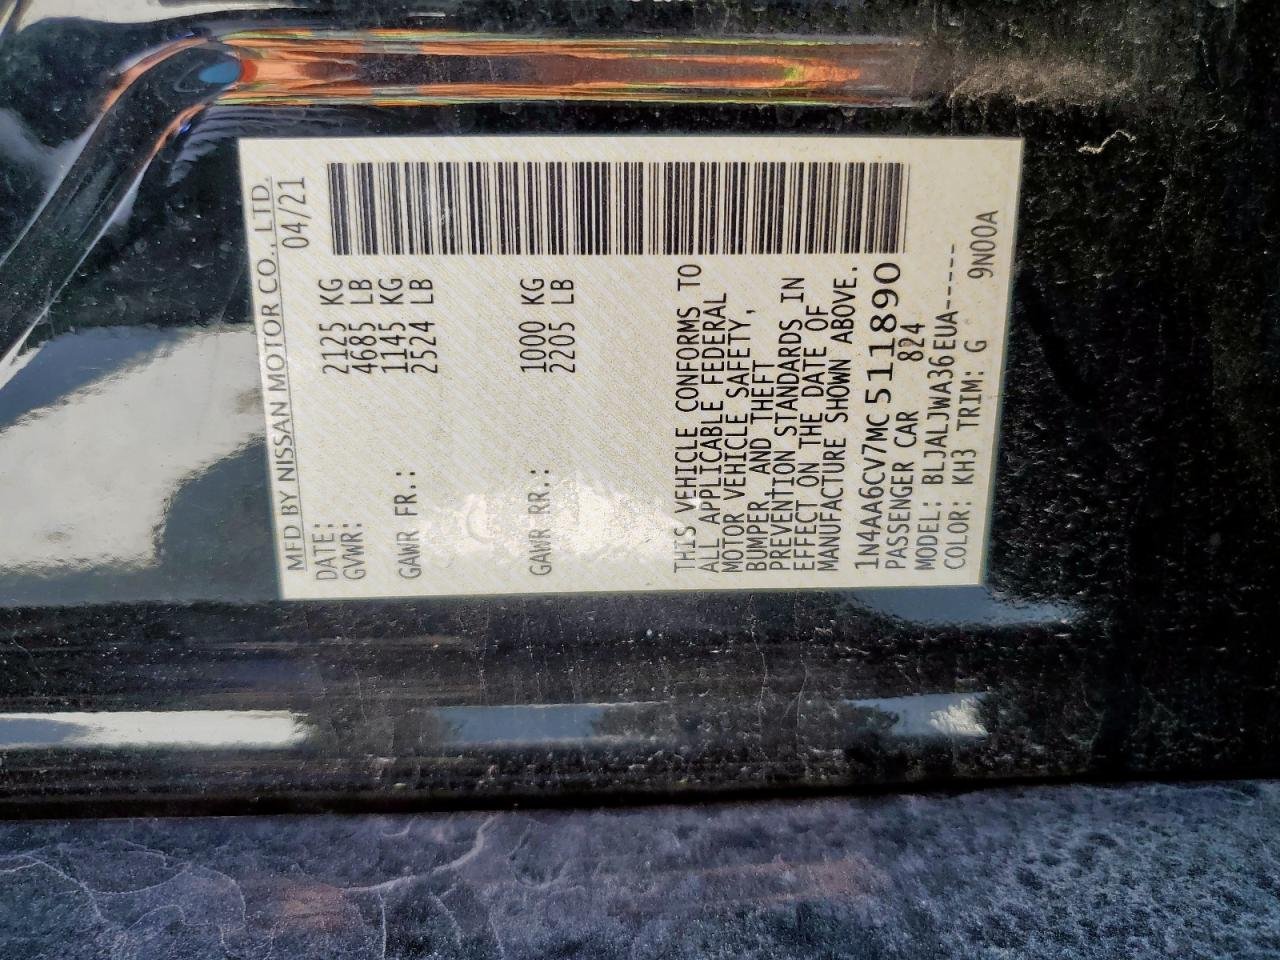 MFD BY NISSAN MOTOR CO., LTD.
DATE: 04/21
GVWR: 2125 KG
4685 LB
GAWR FR.: 1145 KG
2524 LB
GAWR RR.: 1000 KG
2205 LB
THIS VEHICLE CONFORMS TO
ALL APPLICABLE FEDERAL
MOTOR VEHICLE SAFETY,
BUMPER, AND THEFT
PREVENTION STANDARDS IN
EFFECT ON THE DATE OF
MANUFACTURE SHOWN ABOVE.
1N4AA6CV7MC511890
PASSENGER CAR 824
MODEL: BLJALJWA36EUA------
COLOR: KH3 TRIM: G 9N00A